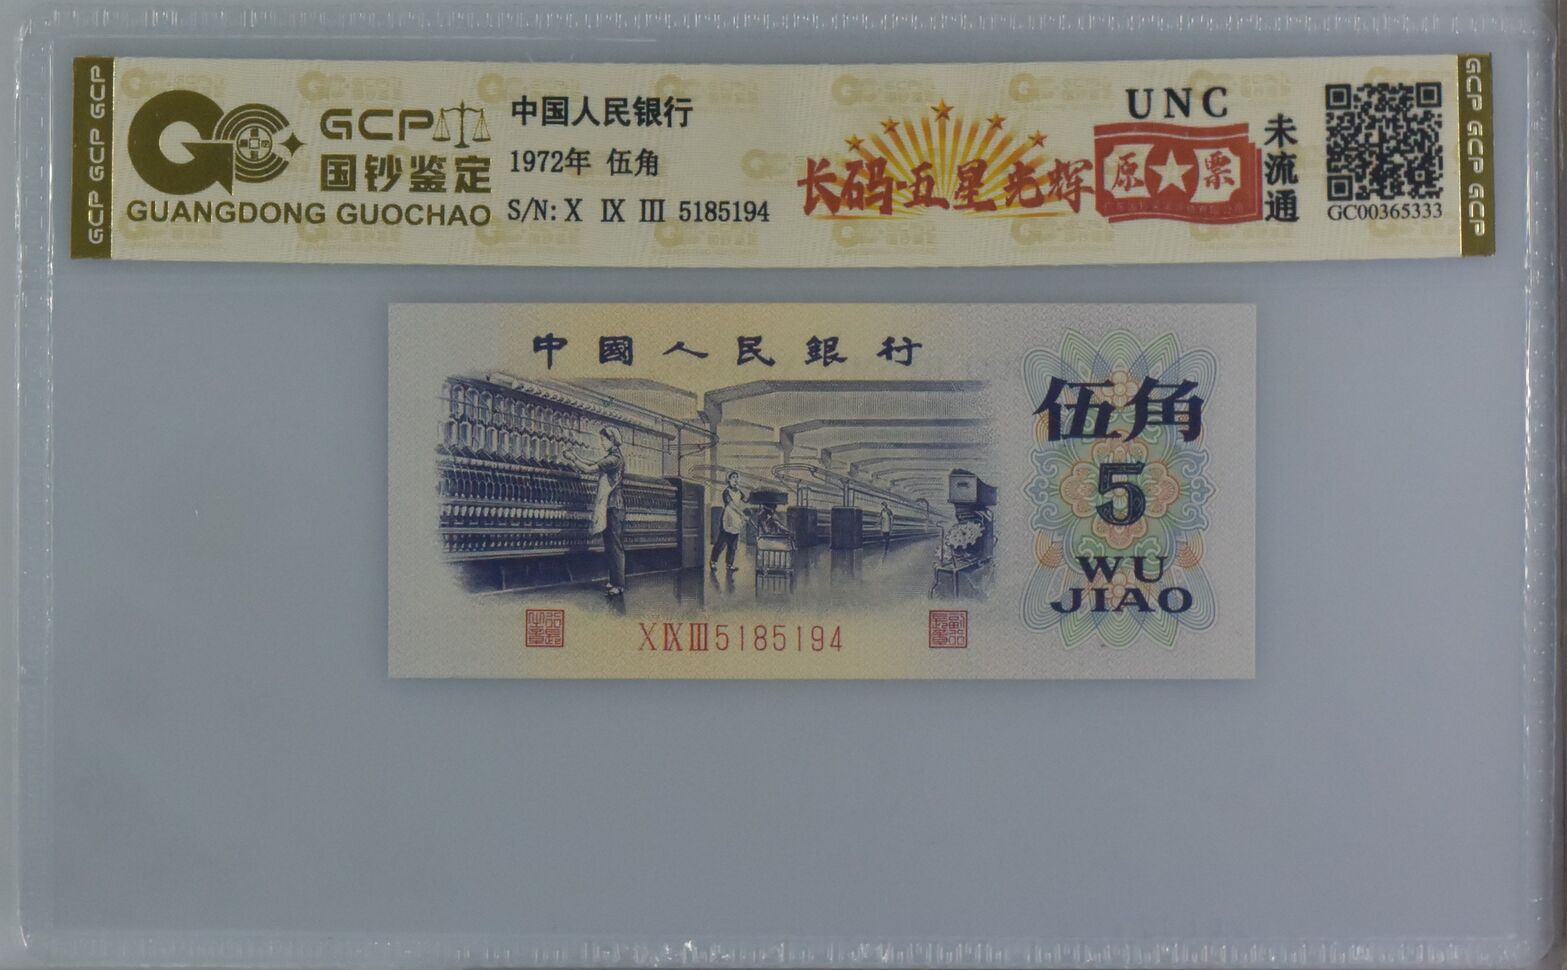 GCP GCP GCP
GCP
国钞鉴定
GUANGDONG GUOCHAO
中国人民银行
1972年 伍角
S/N: X IX III 5185194
长码·五星光辉
UNC
原票
未流通
GC00365333
GCP GCP GCP
中國人民銀行
伍角
5
WU
JIAO
XIXIII5185194